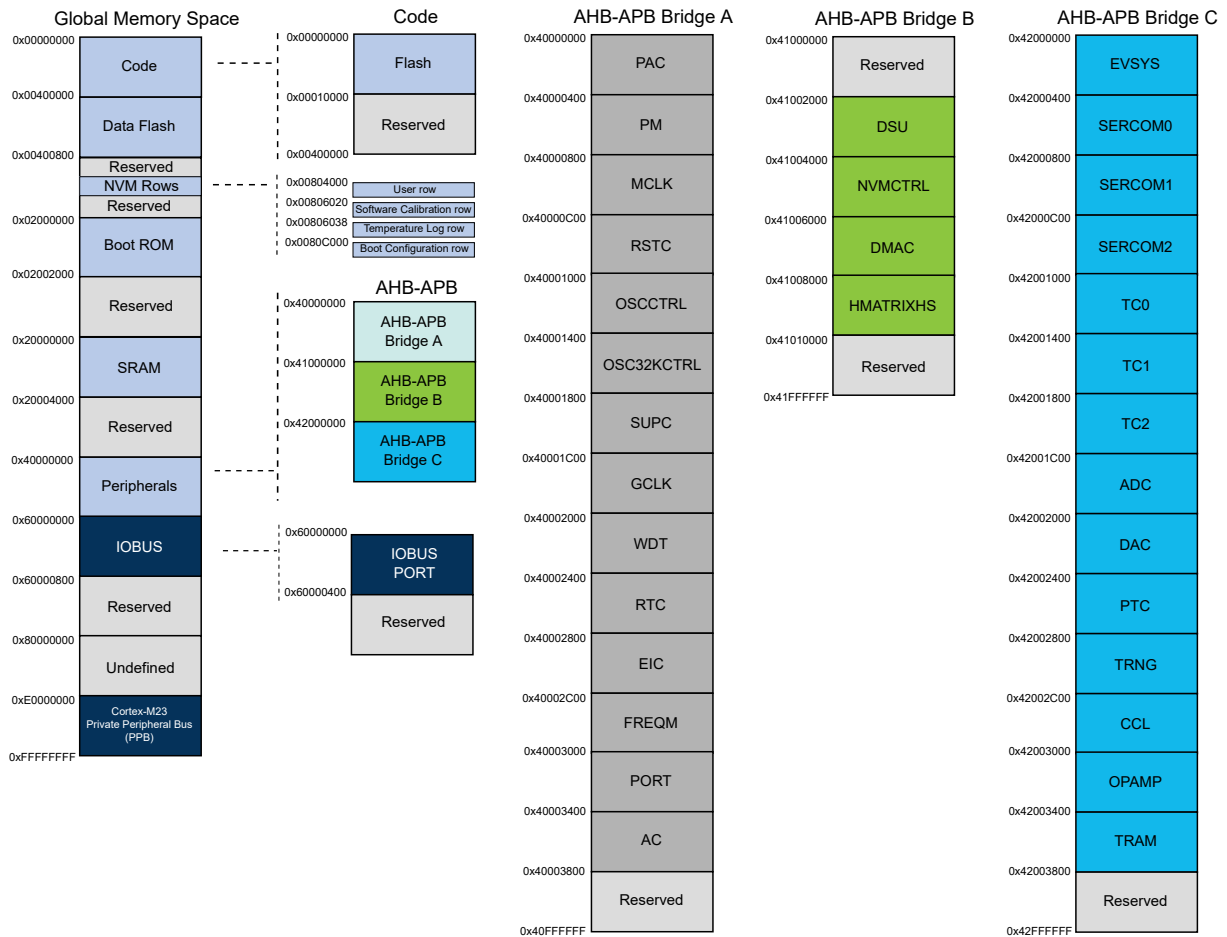 Global Memory Space
0x00000000
Code
0x00400000
Data Flash
0x00400800
Reserved
NVM Rows
Reserved
0x02000000
Boot ROM
0x02002000
Reserved
0x20000000
SRAM
0x20004000
Reserved
0x40000000
Peripherals
0x60000000
IOBUS
0x60000800
Reserved
0x80000000
Undefined
0xE0000000
Cortex-M23
Private Peripheral Bus
(PPB)
0xFFFFFFFF
Code
0x00000000
Flash
0x00010000
Reserved
0x00400000
0x00804000
User row
0x00806020
Software Calibration row
0x00806038
Temperature Log row
0x0080C000
Boot Configuration row
AHB-APB
0x40000000
AHB-APB
Bridge A
0x41000000
AHB-APB
Bridge B
0x42000000
AHB-APB
Bridge C
0x60000000
IOBUS
PORT
0x60000400
Reserved
AHB-APB Bridge A
0x40000000
PAC
0x40000400
PM
0x40000800
MCLK
0x40000C00
RSTC
0x40001000
OSCCTRL
0x40001400
OSC32KCTRL
0x40001800
SUPC
0x40001C00
GCLK
0x40002000
WDT
0x40002400
RTC
0x40002800
EIC
0x40002C00
FREQM
0x40003000
PORT
0x40003400
AC
0x40003800
Reserved
0x40FFFFFF
AHB-APB Bridge B
0x41000000
Reserved
0x41002000
DSU
0x41004000
NVMCTRL
0x41006000
DMAC
0x41008000
HMATRIXHS
0x41010000
Reserved
0x41FFFFFF
AHB-APB Bridge C
0x42000000
EVSYS
0x42000400
SERCOM0
0x42000800
SERCOM1
0x42000C00
SERCOM2
0x42001000
TC0
0x42001400
TC1
0x42001800
TC2
0x42001C00
ADC
0x42002000
DAC
0x42002400
PTC
0x42002800
TRNG
0x42002C00
CCL
0x42003000
OPAMP
0x42003400
TRAM
0x42003800
Reserved
0x42FFFFFF